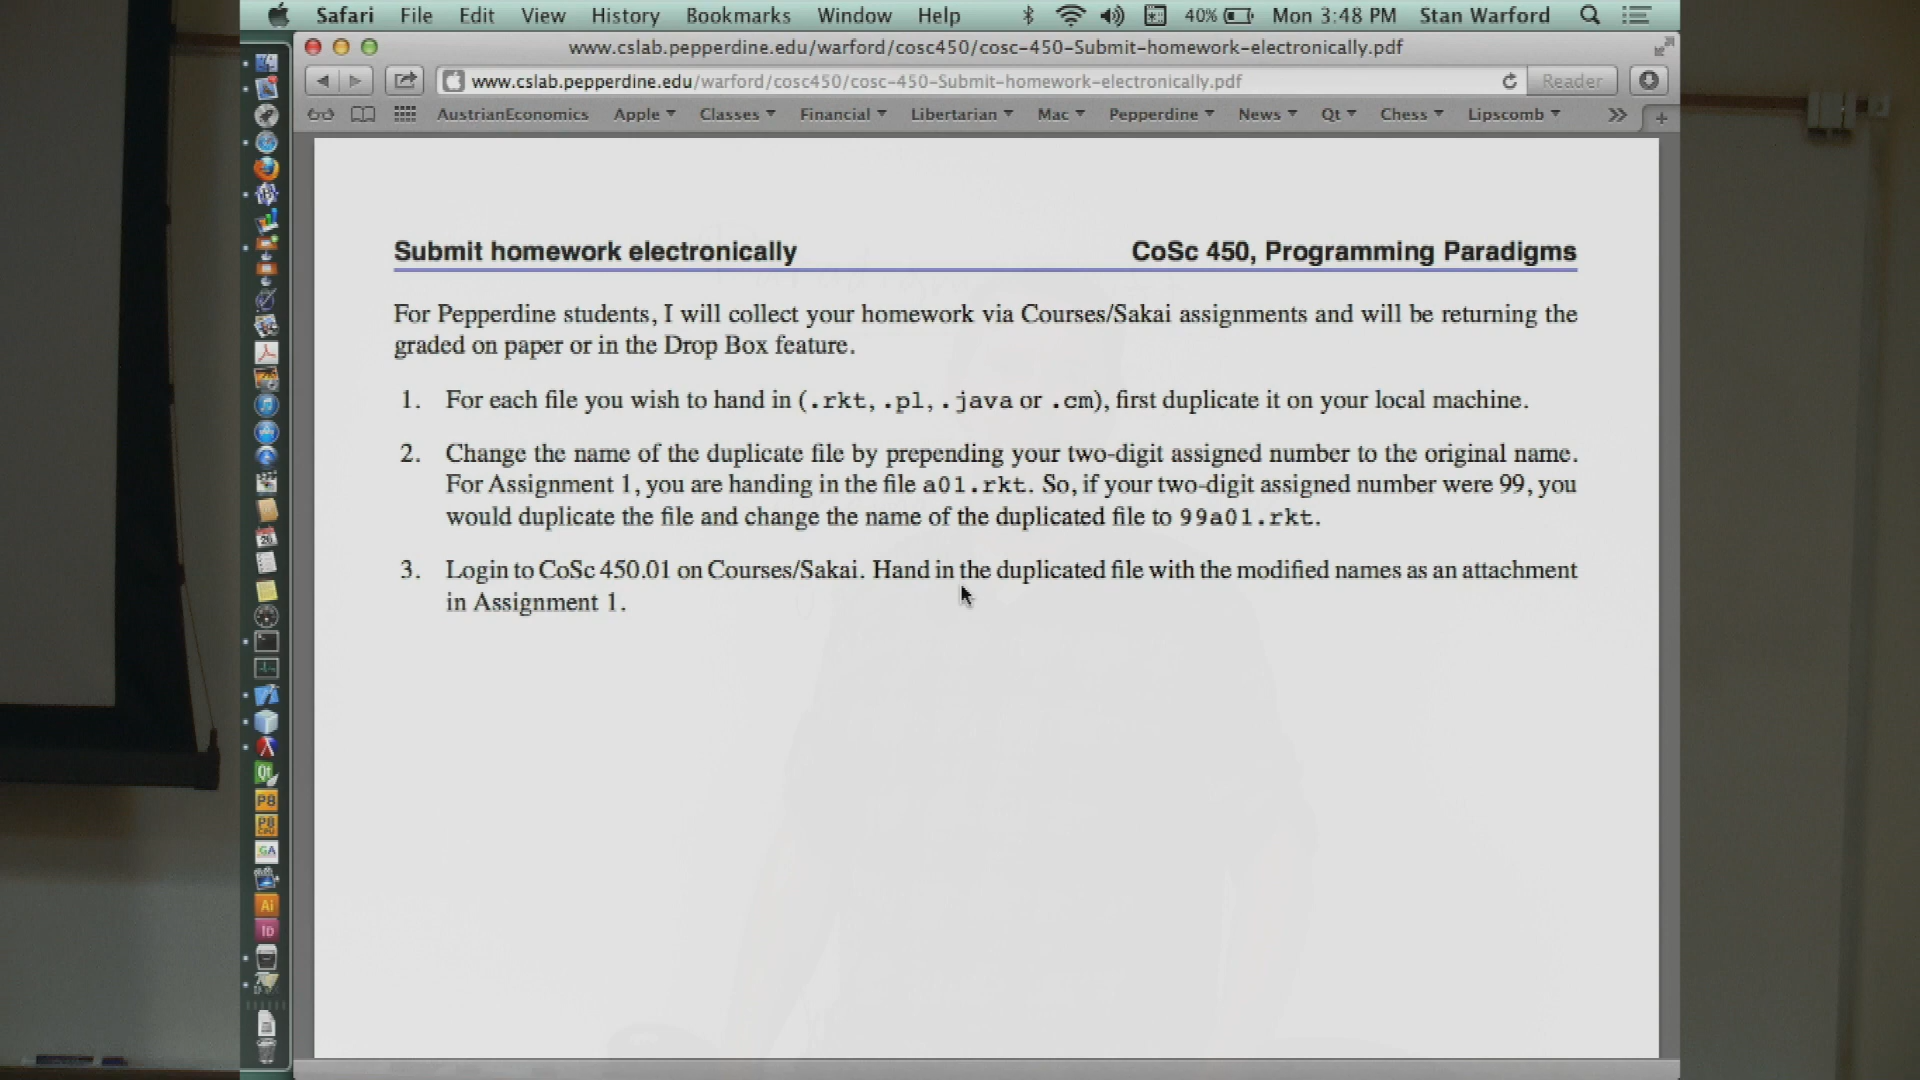 Safari File Edit View History Bookmarks Window Help 40% Mon 3:48 PM Stan Warford
www.cslab.pepperdine.edu/warford/cosc450/cosc-450-Submit-homework-electronically.pdf
www.cslab.pepperdine.edu/warford/cosc450/cosc-450-Submit-homework-electronically.pdf Reader
AustrianEconomics Apple Classes Financial Libertarian Mac Pepperdine News Qt Chess Lipscomb
Submit homework electronically CoSc 450, Programming Paradigms
For Pepperdine students, I will collect your homework via Courses/Sakai assignments and will be returning the
graded on paper or in the Drop Box feature.
1. For each file you wish to hand in (.rkt, .pl, .java or .cm), first duplicate it on your local machine.
2. Change the name of the duplicate file by prepending your two-digit assigned number to the original name.
For Assignment 1, you are handing in the file a01.rkt. So, if your two-digit assigned number were 99, you
would duplicate the file and change the name of the duplicated file to 99a01.rkt.
3. Login to CoSc 450.01 on Courses/Sakai. Hand in the duplicated file with the modified names as an attachment
in Assignment 1.
Qt
P8
P8
CPU
GA
Ai
ID